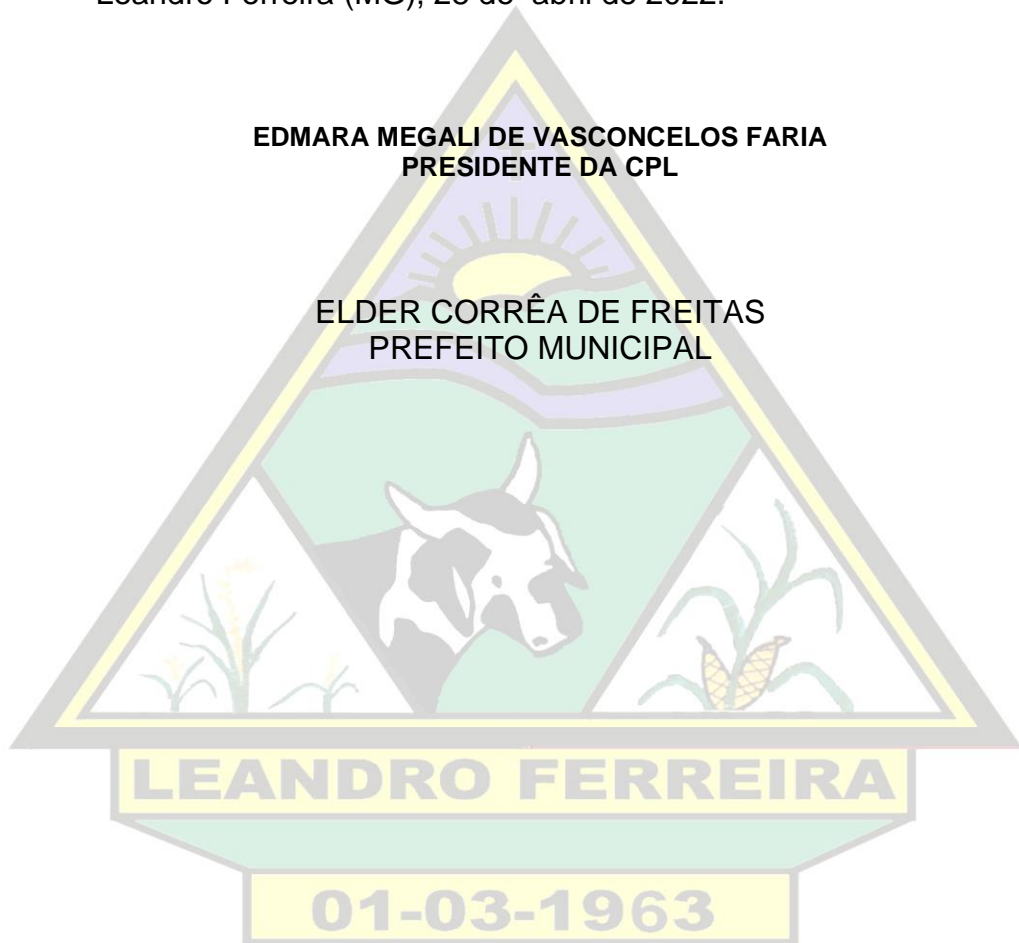 Leandro Ferreira (MG), de abril de 2022.
EDMARA MEGALI DE VASCONCELOS FARIA
PRESIDENTE DA CPL
ELDER CORRÊA DE FREITAS
PREFEITO MUNICIPAL
LEANDRO FERREIRA
01-03-1963